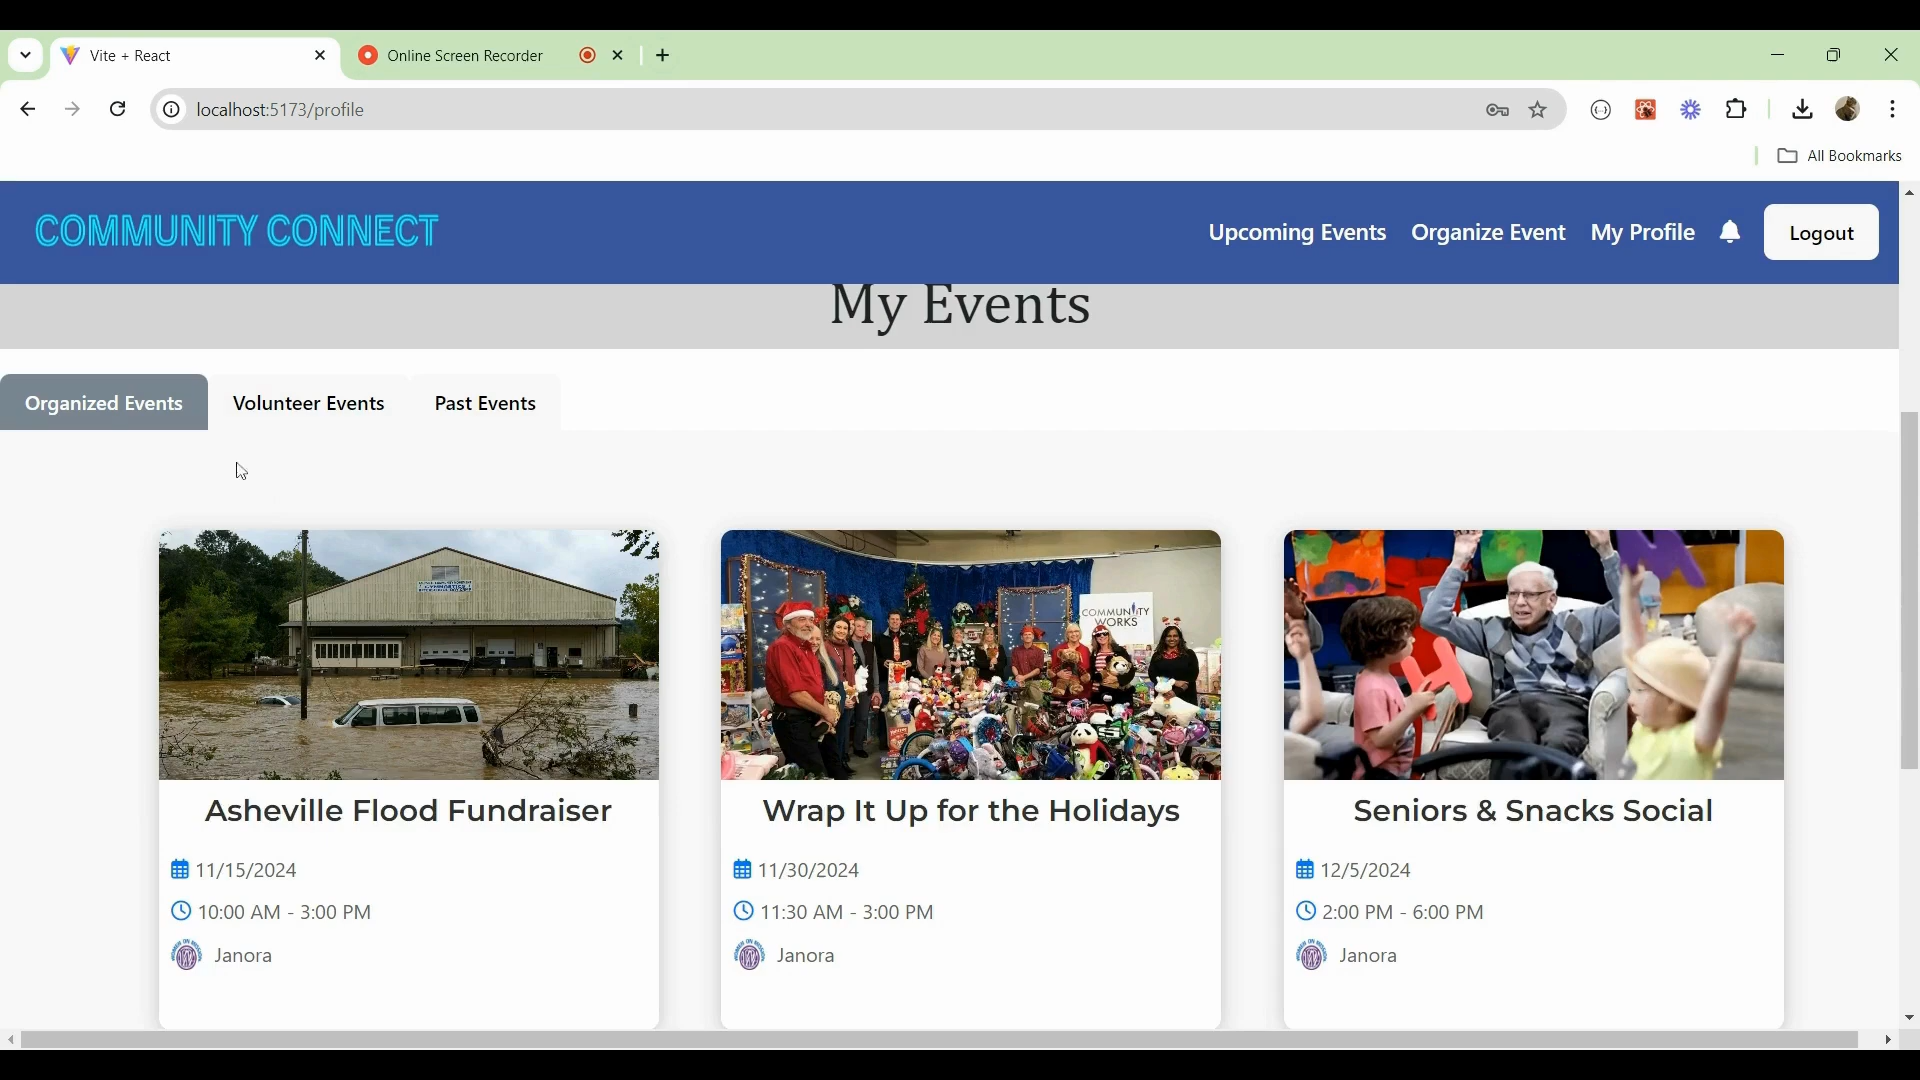 Vite + React
Online Screen Recorder
localhost:5173/profile
All Bookmarks
COMMUNITY CONNECT
Upcoming Events
Organize Event
My Profile
Logout
My Events
Organized Events
Volunteer Events
Past Events
COMMUNITY
WORKS
Asheville Flood Fundraiser
11/15/2024
10:00 AM - 3:00 PM
Janora
Wrap It Up for the Holidays
11/30/2024
11:30 AM - 3:00 PM
Janora
Seniors & Snacks Social
12/5/2024
2:00 PM - 6:00 PM
Janora